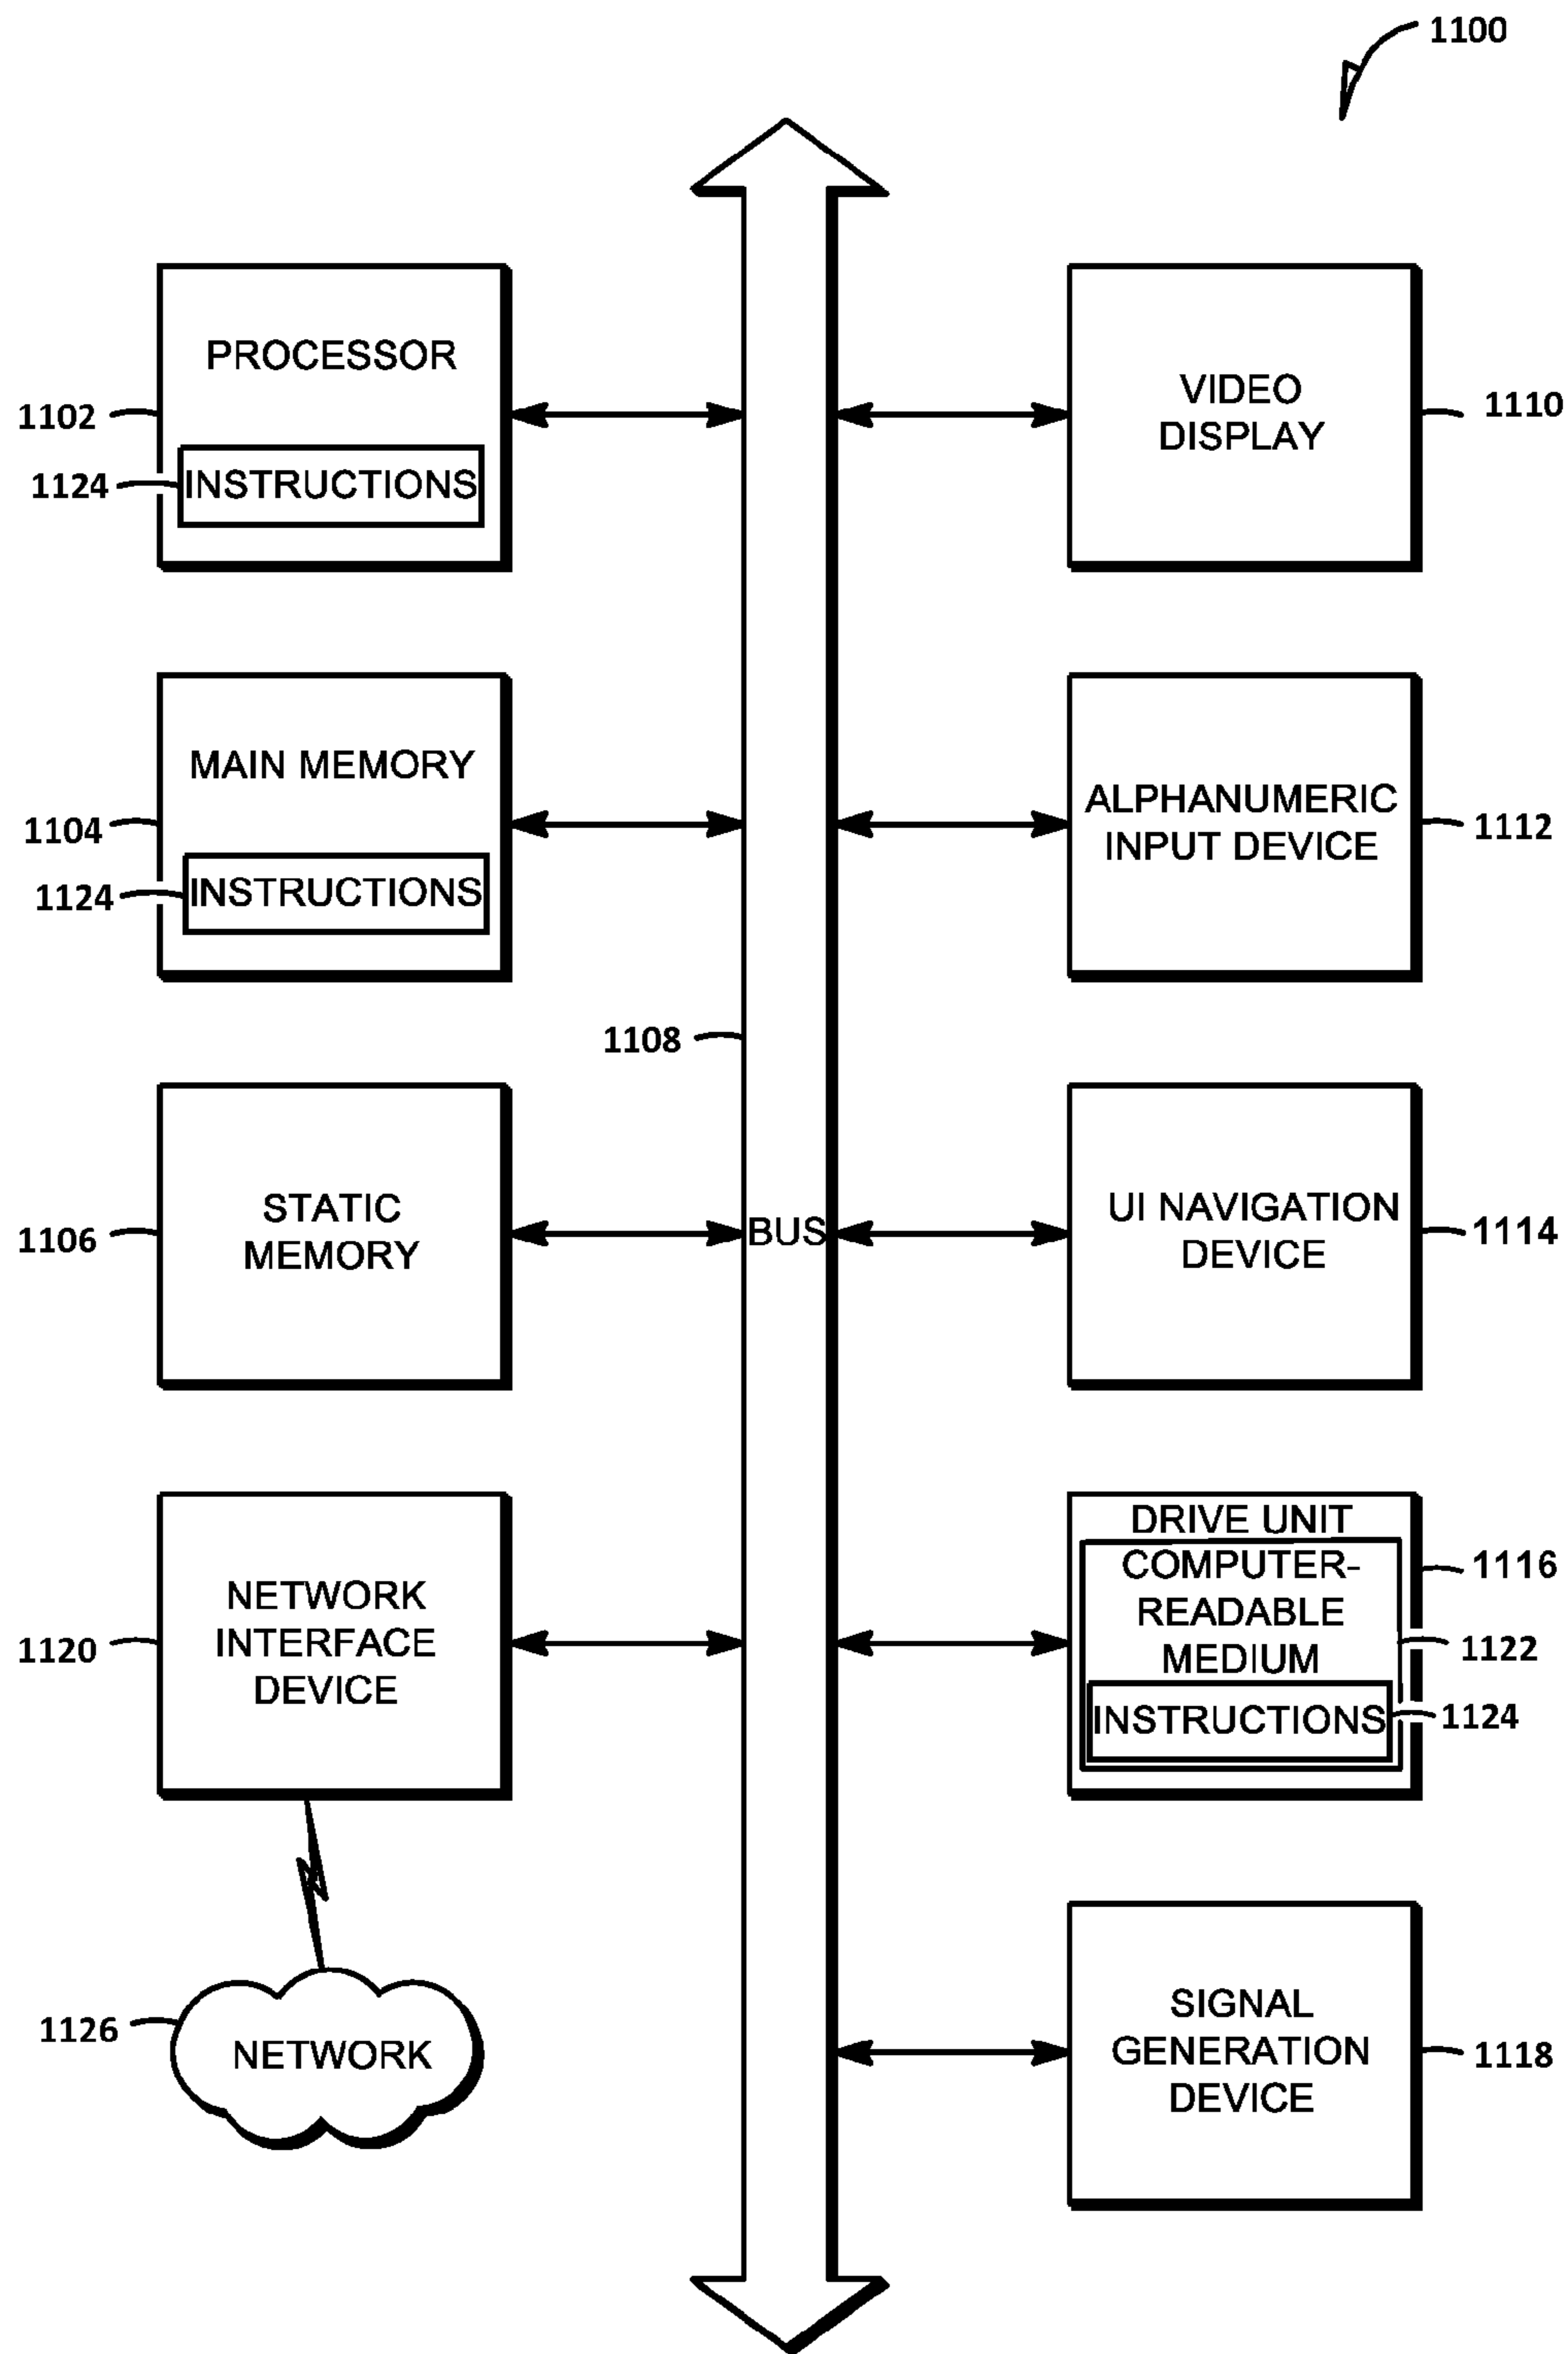 1100
PROCESSOR
1102
1124
INSTRUCTIONS
VIDEO
DISPLAY
1110
MAIN MEMORY
1104
1124
INSTRUCTIONS
ALPHANUMERIC
INPUT DEVICE
1112
1108
STATIC
MEMORY
1106
BUS
UI NAVIGATION
DEVICE
1114
NETWORK
INTERFACE
DEVICE
1120
DRIVE UNIT
COMPUTER-
READABLE
MEDIUM
INSTRUCTIONS
1116
1122
1124
1126
NETWORK
SIGNAL
GENERATION
DEVICE
1118